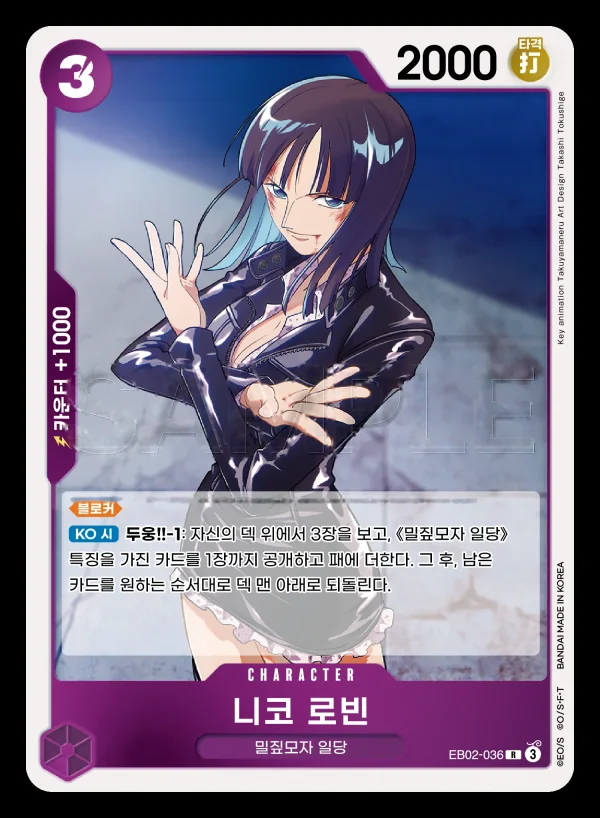 3
2000
타격
打
Key animation Takuyamaneru Art Design Takashi Tokushige
카운터 +1000
SAMPLE
블로커
KO 시 두웅!!-1: 자신의 덱 위에서 3장을 보고, 《밀짚모자 일당》
특징을 가진 카드를 1장까지 공개하고 패에 더한다. 그 후, 남은
카드를 원하는 순서대로 덱 맨 아래로 되돌린다.
CHARACTER
니코 로빈
밀짚모자 일당
EB02-036 R 3
©EO/S ©O/S·F·T BANDAI MADE IN KOREA